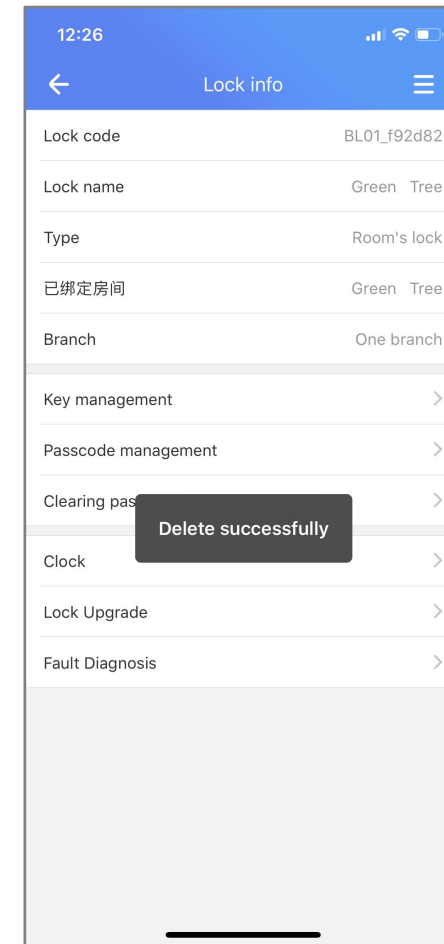 12:26
Lock info
Lock code BL01_f92d82
Lock name Green Tree
Type Room's lock
已绑定房间 Green Tree
Branch One branch
Key management
Passcode management
Clearing pas
Delete successfully
Clock
Lock Upgrade
Fault Diagnosis